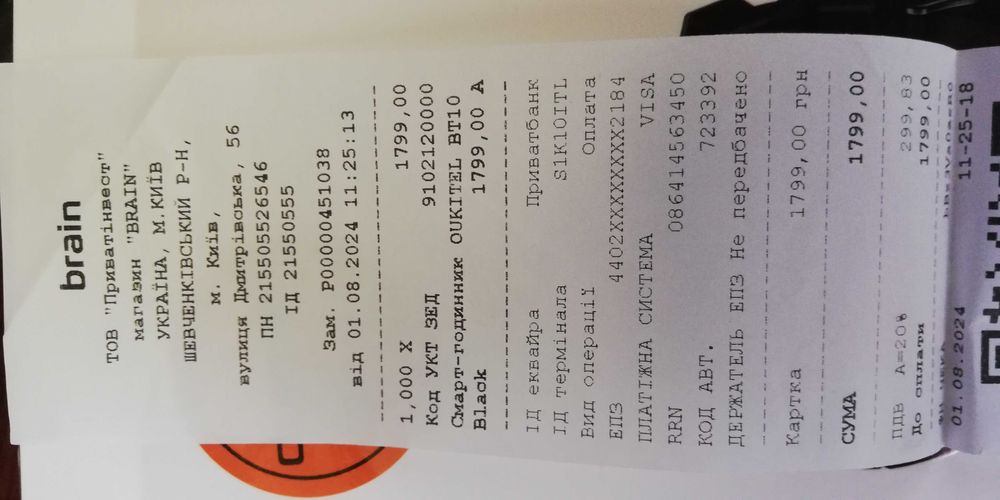 brain
ТОВ "Приватінвест"
магазин "BRAIN"
УКРАЇНА, М.КИЇВ
ШЕВЧЕНКІВСЬКИЙ Р-Н,
м. Київ,
вулиця Дмитрівська, 56
ПН 215505526546
ІД 21550555
Зам. P00000451038
від 01.08.2024 11:25:13
1,000 X 1799,00
Код УКТ ЗЕД 9102120000
Смарт-годинник OUKITEL BT10
Black 1799,00 А
ІД еквайра Приватбанк
ІД термінала S1K1OITL
Вид операції Оплата
ЕПЗ 4402XXXXXXXX2184
ПЛАТІЖНА СИСТЕМА VISA
RRN 086414563450
КОД АВТ. 723392
ДЕРЖАТЕЛЬ ЕПЗ Не передбачено
Картка 1799,00 грн
СУМА 1799,00
ПДВ А=20% 299,83
До оплати 1799,00
01.08.2024 11-25-18